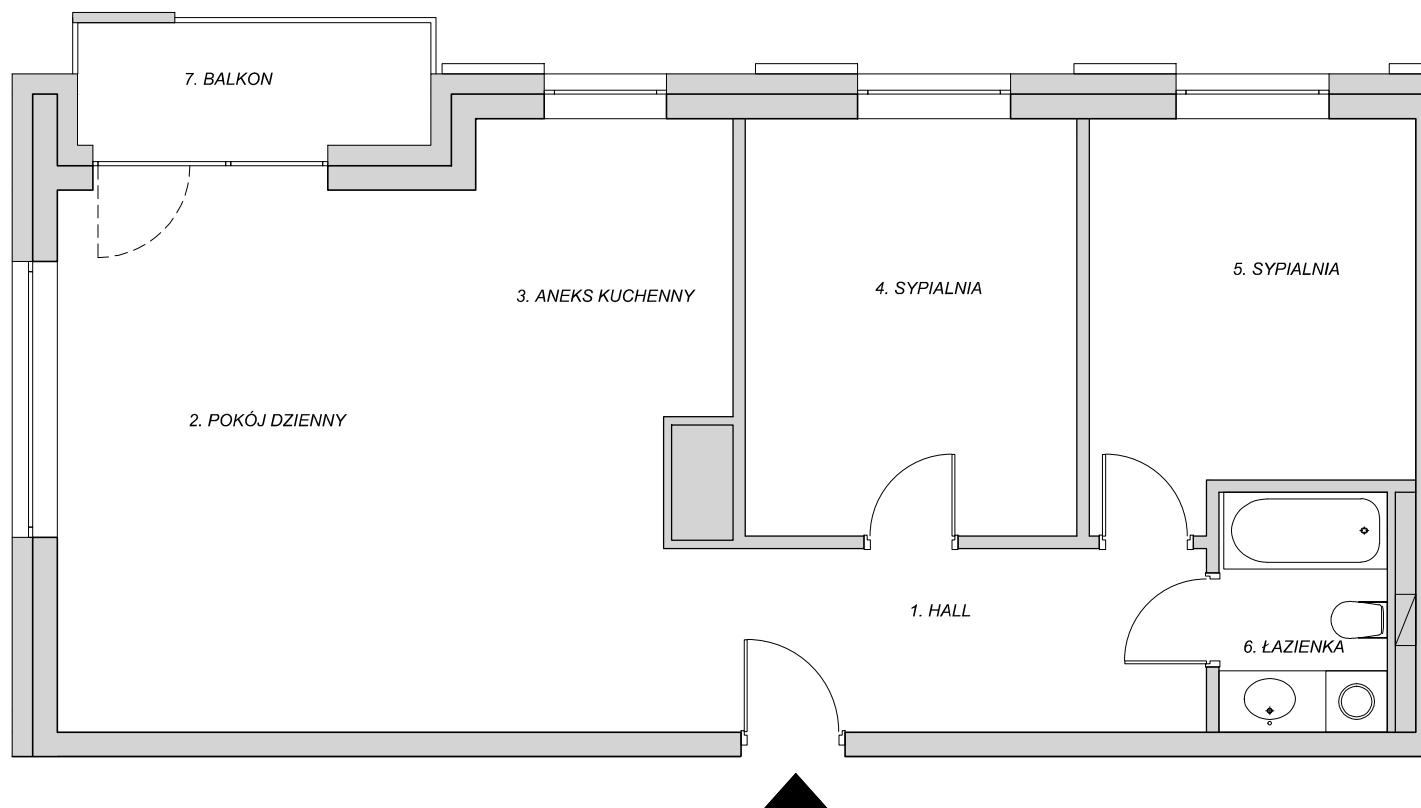 7. BALKON
5. SYPIALNIA
4. SYPIALNIA
3. ANEKS KUCHENNY
2. POKÓJ DZIENNY
1. HALL
6. ŁAZIENKA